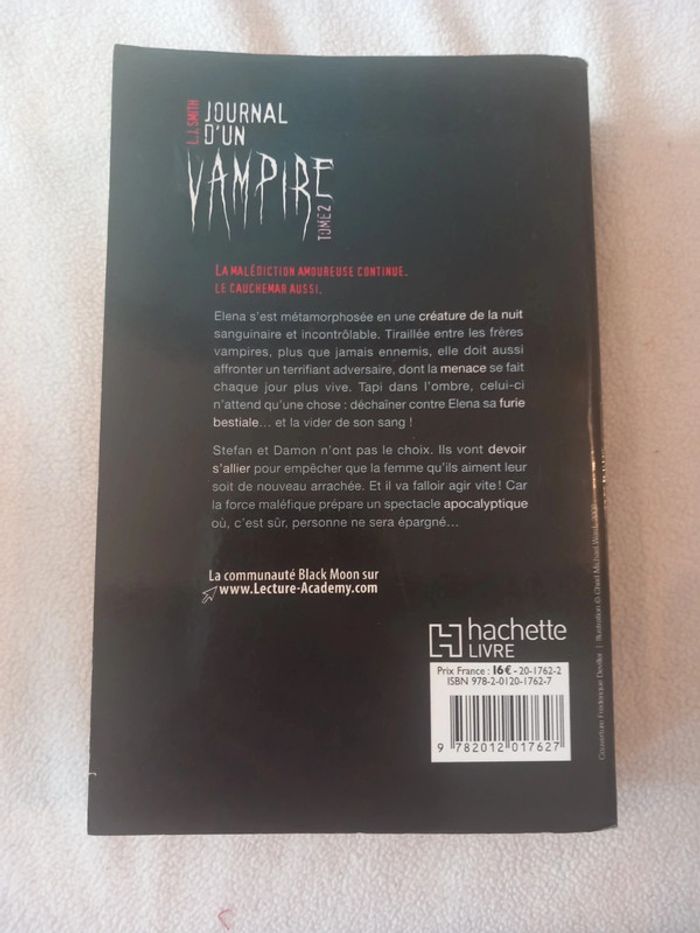 L.J. SMITH
JOURNAL
D'UN
VAMPIRE
TOME 2
LA MALÉDICTION AMOUREUSE CONTINUE.
LE CAUCHEMAR AUSSI.
Elena s'est métamorphosée en une créature de la nuit
sanguinaire et incontrôlable. Tiraillée entre les frères
vampires, plus que jamais ennemis, elle doit aussi
affronter un terrifiant adversaire, dont la menace se fait
chaque jour plus vive. Tapi dans l'ombre, celui-ci
n'attend qu'une chose : déchaîner contre Elena sa furie
bestiale... et la vider de son sang !
Stefan et Damon n'ont pas le choix. Ils vont devoir
s'allier pour empêcher que la femme qu'ils aiment leur
soit de nouveau arrachée. Et il va falloir agir vite ! Car
la force maléfique prépare un spectacle apocalyptique
où, c'est sûr, personne ne sera épargné...
La communauté Black Moon sur
www.Lecture-Academy.com
hachette
LIVRE
Prix France : 16€ - 20-1762-2
ISBN 978-2-0120-1762-7
9 782012 017627
Couverture Frédérique Deviller | Illustration © Chad Michael Ward,